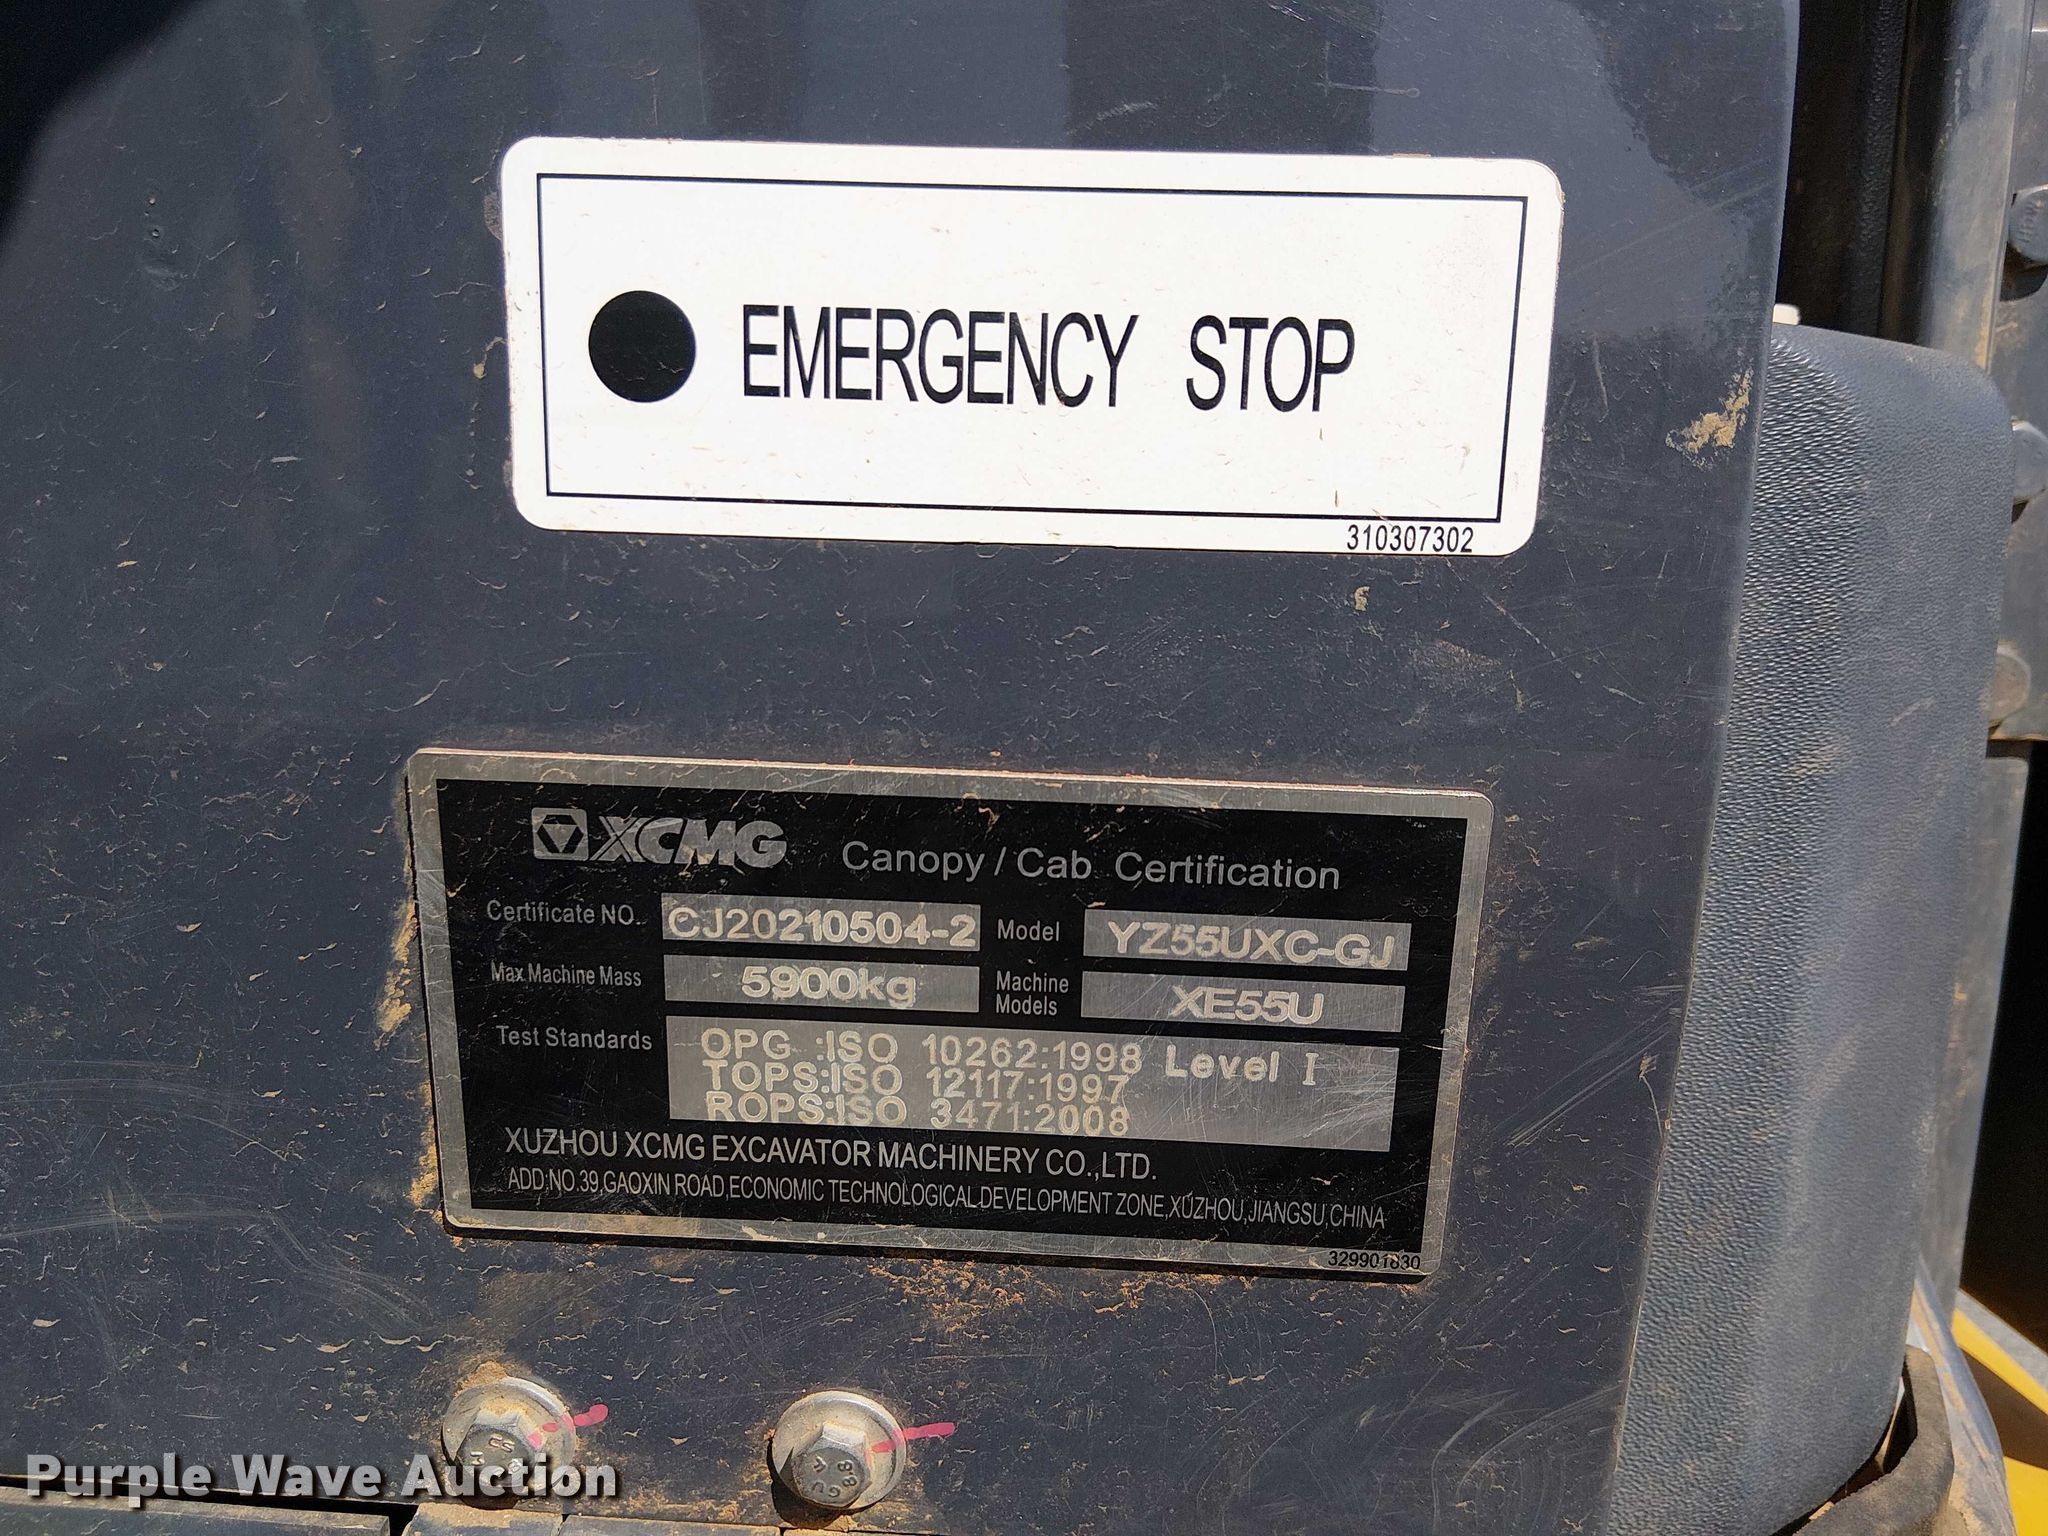 EMERGENCY STOP
310307302
XCMG Canopy / Cab Certification
Certificate NO.. CJ20210504-2 Model YZ55UXC-GJ
Max Machine Mass 5900kg Machine Models XE55U
Test Standards OPG :ISO 10262:1998 Level I
TOPS:ISO 12117:1997
ROPS:ISO 3471:2008
XUZHOU XCMG EXCAVATOR MACHINERY CO.,LTD.
ADD:NO.39,GAOXIN ROAD,ECONOMIC TECHNOLOGICAL DEVELOPMENT ZONE,XUZHOU,JIANGSU,CHINA
329901830
8.8
Purple Wave Auction